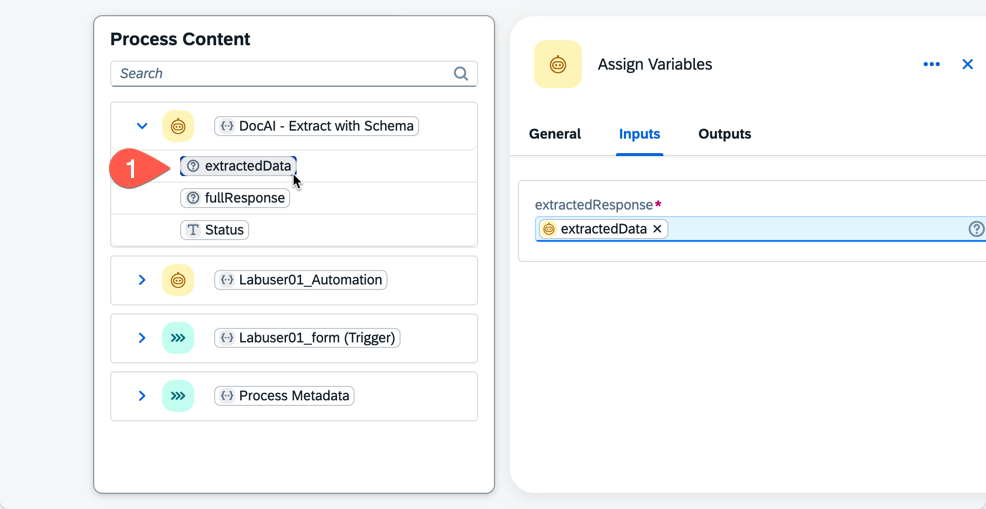 Process Content
Search
DocAI - Extract with Schema
1
extractedData
fullResponse
Status
Labuser01_Automation
Labuser01_form (Trigger)
Process Metadata
Assign Variables
General Inputs Outputs
extractedResponse*
extractedData